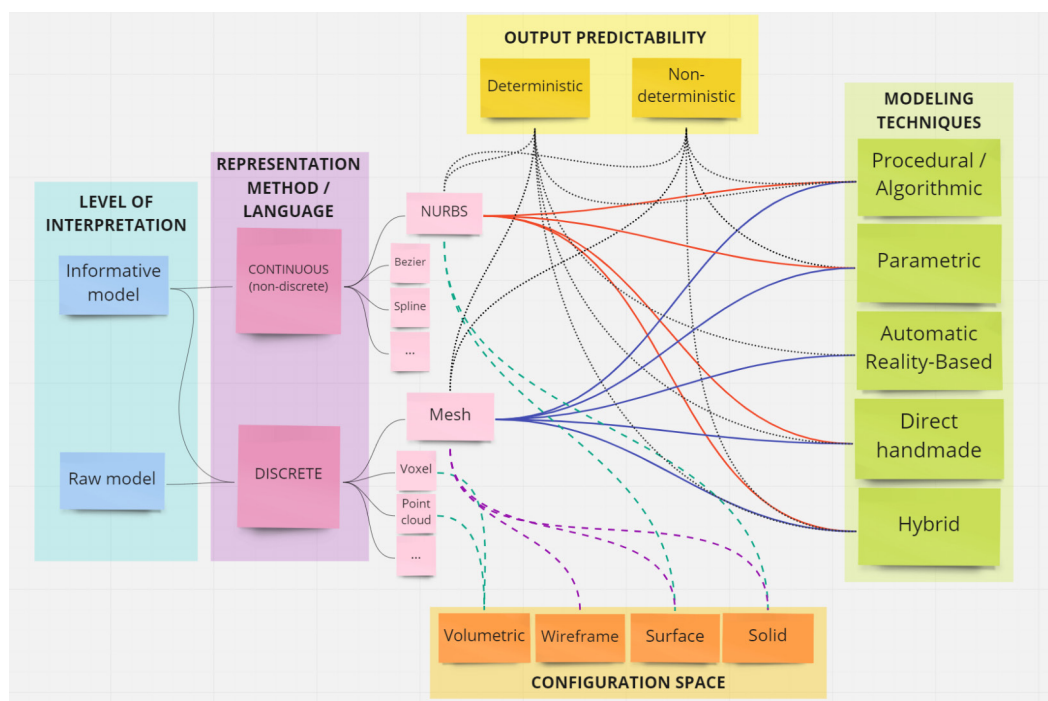 OUTPUT PREDICTABILITY
Deterministic
Non-
deterministic
MODELING
TECHNIQUES
Procedural /
Algorithmic
Parametric
Automatic
Reality-Based
Direct
handmade
Hybrid
REPRESENTATION
METHOD /
LANGUAGE
CONTINUOUS
(non-discrete)
DISCRETE
LEVEL OF
INTERPRETATION
Informative
model
Raw model
NURBS
Bezier
Spline
...
Mesh
Voxel
Point
cloud
...
Volumetric
Wireframe
Surface
Solid
CONFIGURATION SPACE